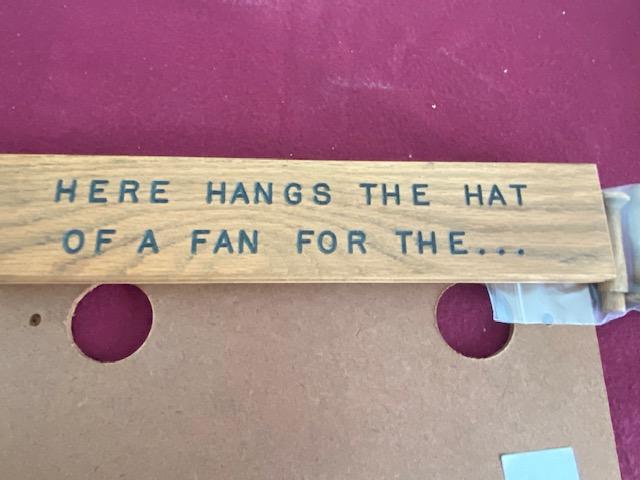 HERE HANGS THE HAT
OF A FAN FOR THE...